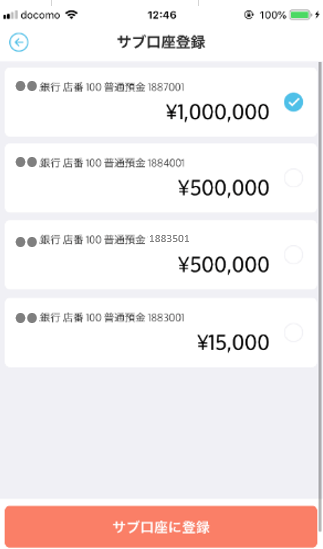 docomo 12:46 100%
サブ口座登録
●●銀行 店番 100 普通預金 1887001
¥1,000,000
●●銀行 店番 100 普通預金 1884001
¥500,000
●●銀行 店番 100 普通預金 1883501
¥500,000
●●銀行 店番 100 普通預金 1883001
¥15,000
サブ口座に登録